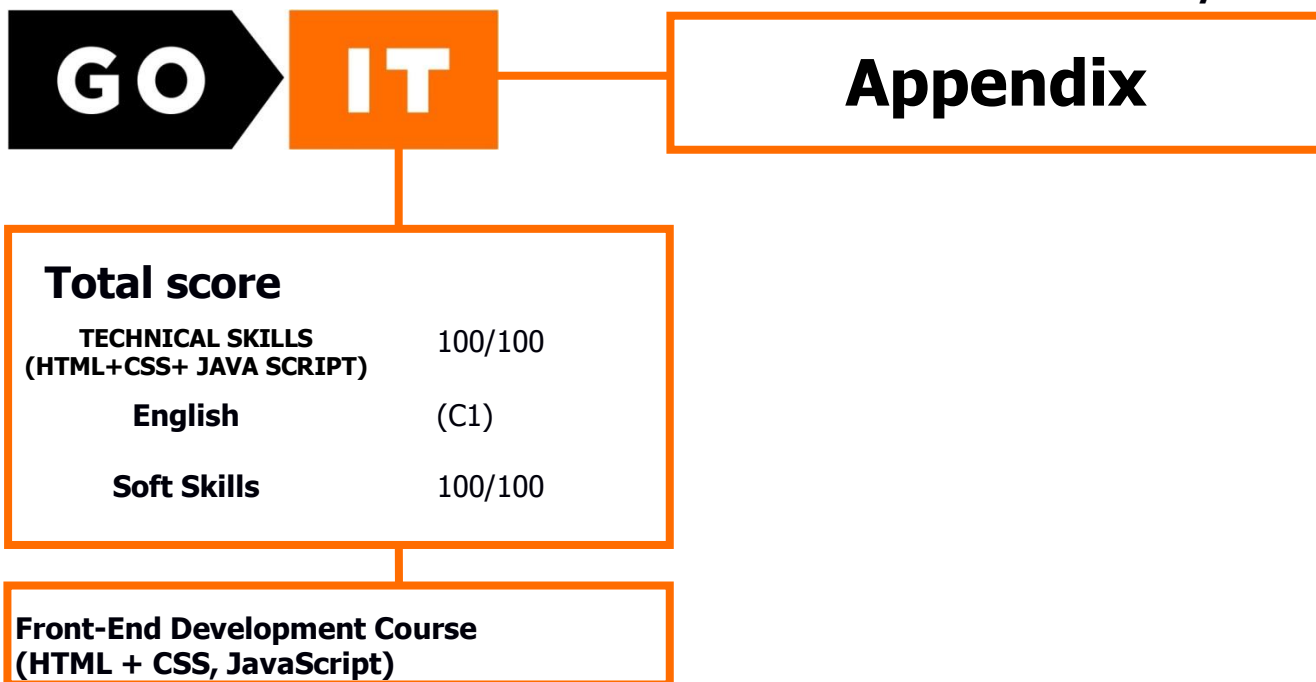 GO IT
Appendix
Total score
TECHNICAL SKILLS
(HTML+CSS+ JAVA SCRIPT)
100/100
English
(C1)
Soft Skills
100/100
Front-End Development Course
(HTML + CSS, JavaScript)